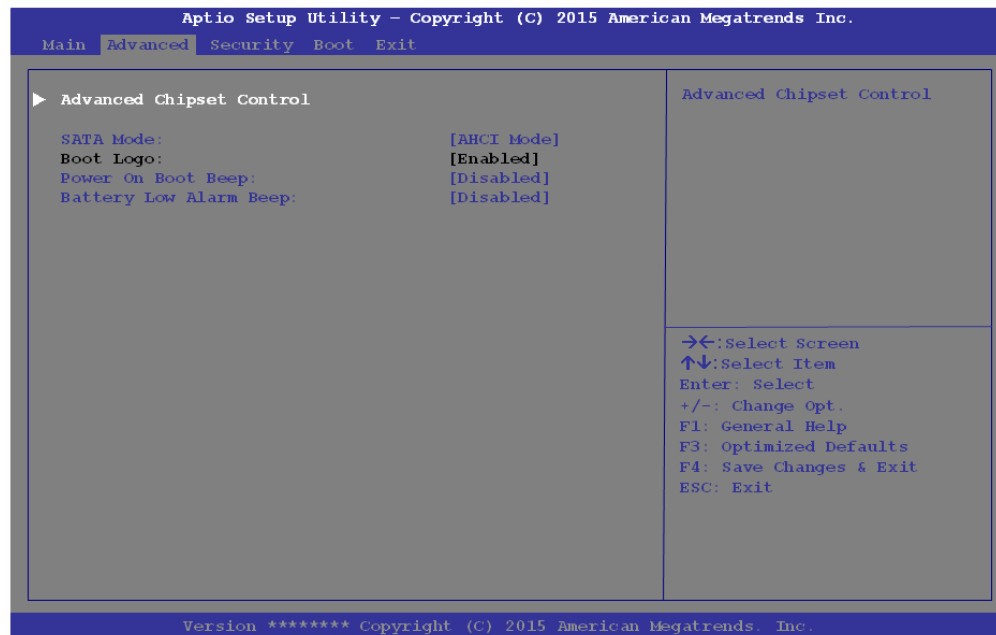 Aptio Setup Utility – Copyright (C) 2015 American Megatrends Inc.
Main Advanced Security Boot Exit
▶ Advanced Chipset Control
SATA Mode: [AHCI Mode]
Boot Logo: [Enabled]
Power On Boot Beep: [Disabled]
Battery Low Alarm Beep: [Disabled]
Advanced Chipset Control
→←:Select Screen
↑↓:Select Item
Enter: Select
+/-: Change Opt.
F1: General Help
F3: Optimized Defaults
F4: Save Changes & Exit
ESC: Exit
Version ******** Copyright (C) 2015 American Megatrends. Inc.